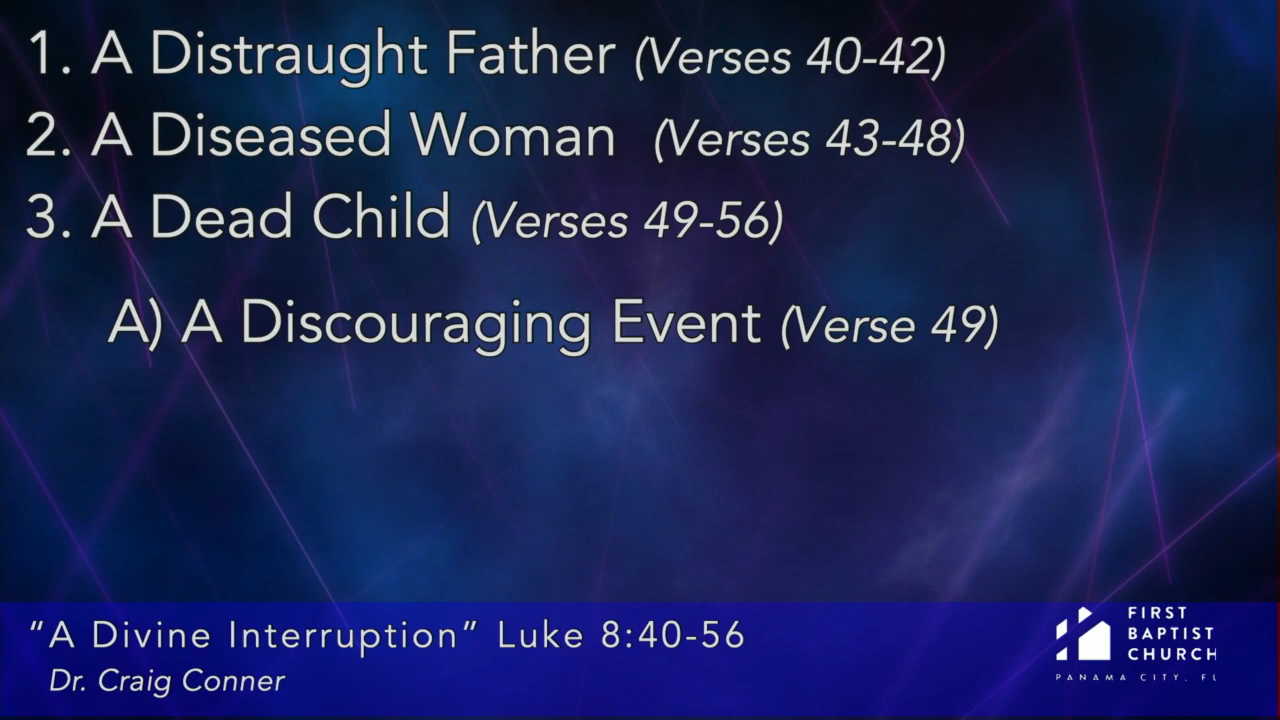 1. A Distraught Father (Verses 40-42)
2. A Diseased Woman (Verses 43-48)
3. A Dead Child (Verses 49-56)
A) A Discouraging Event (Verse 49)
“A Divine Interruption” Luke 8:40-56
Dr. Craig Conner
FIRST
BAPTIST
CHURCH
PANAMA CITY, FL